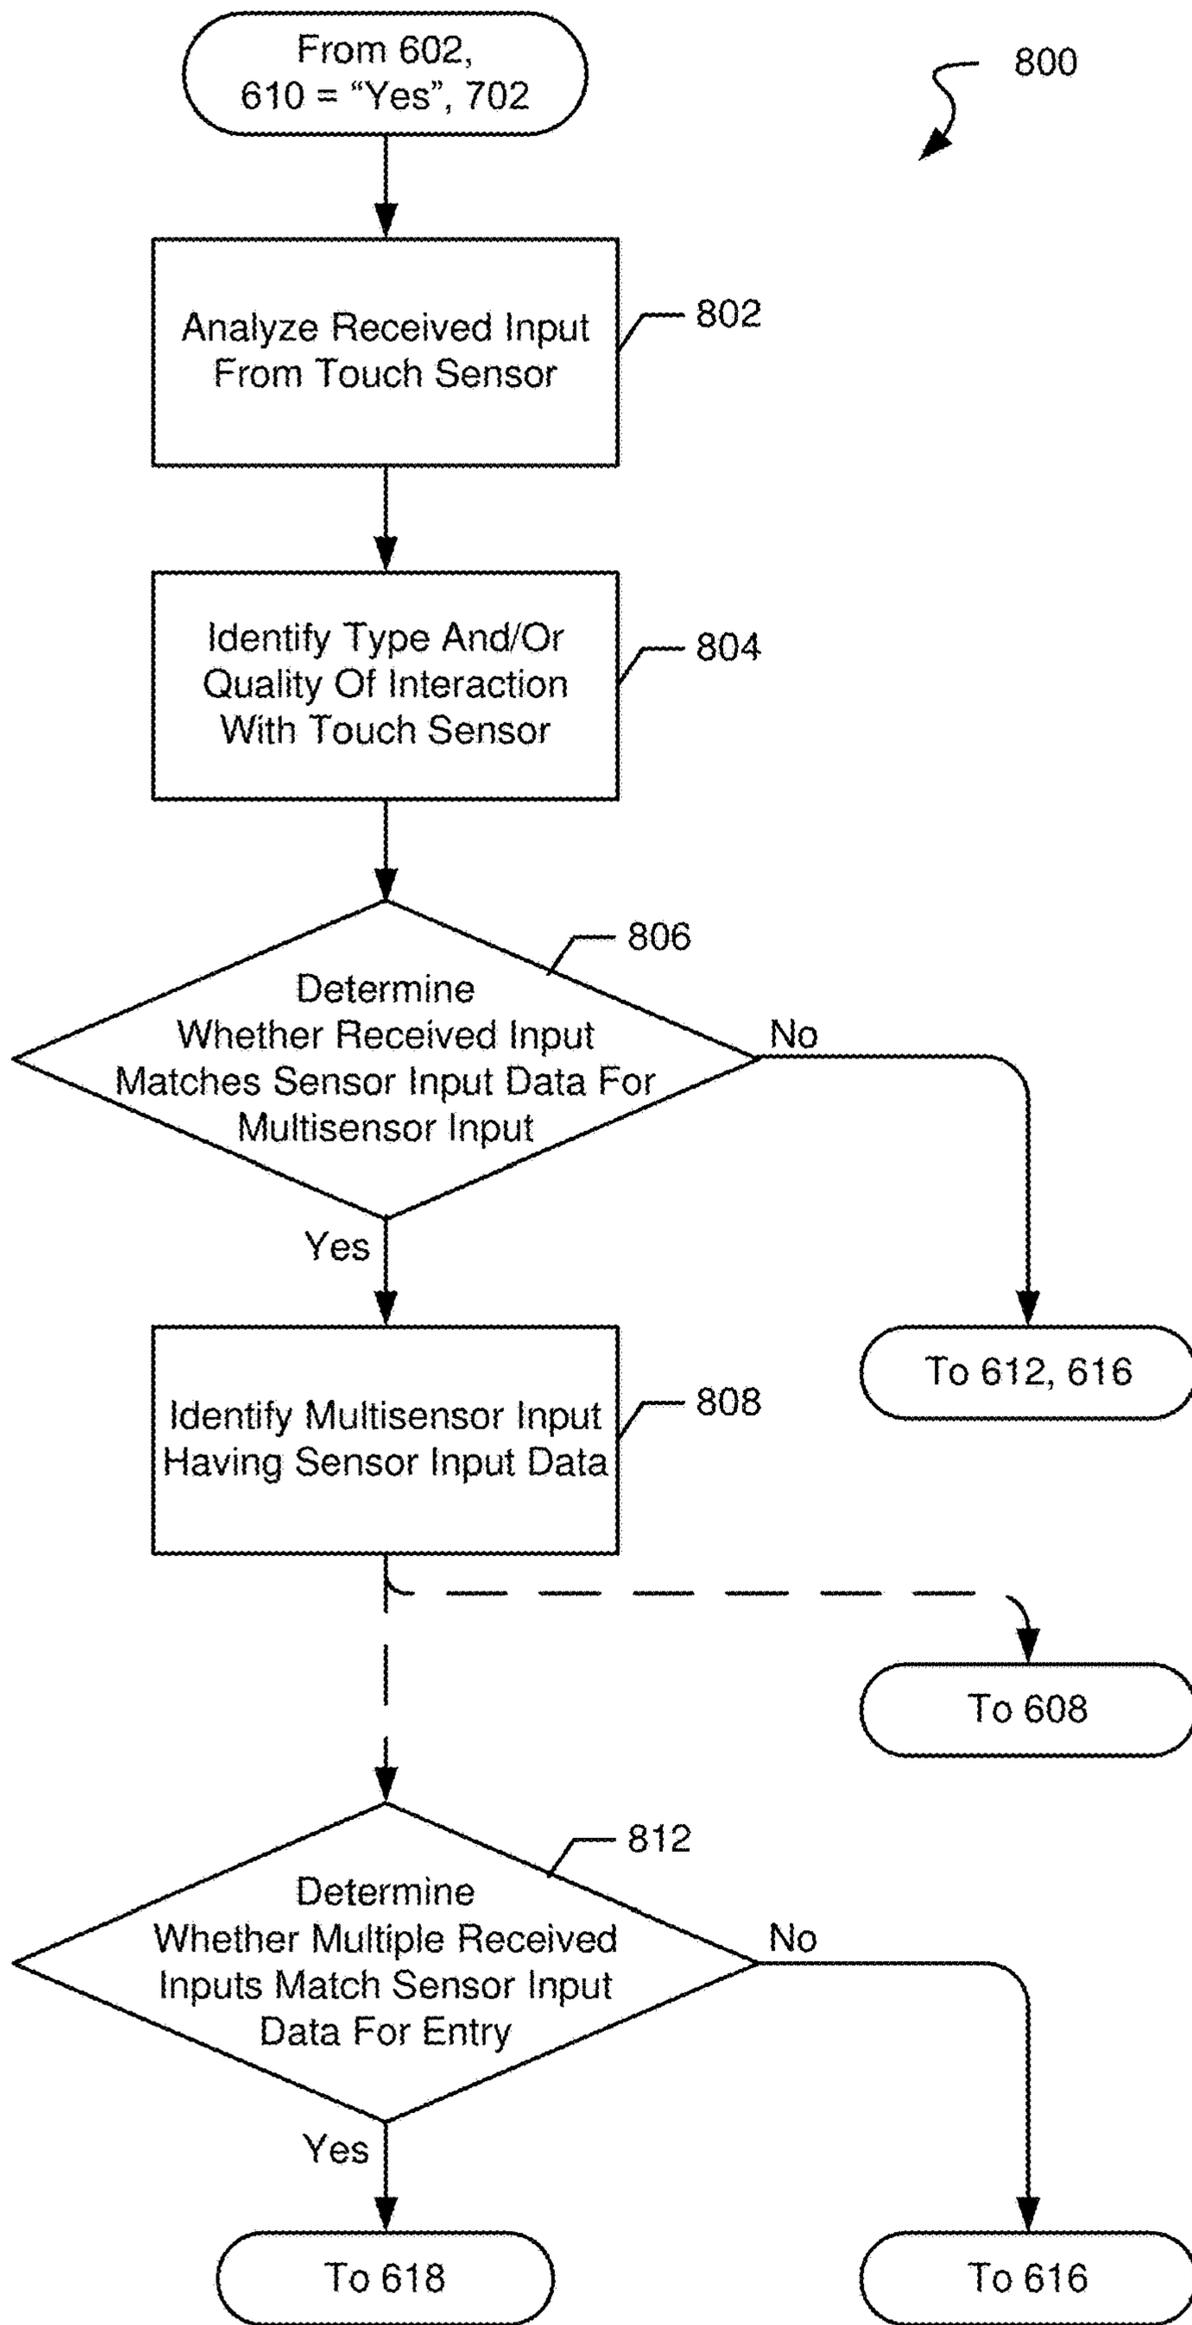 From 602,
610 = “Yes”, 702
800
Analyze Received Input
From Touch Sensor
802
Identify Type And/Or
Quality Of Interaction
With Touch Sensor
804
806
Determine
Whether Received Input
Matches Sensor Input Data For
Multisensor Input
No
Yes
To 612, 616
Identify Multisensor Input
Having Sensor Input Data
808
To 608
812
Determine
Whether Multiple Received
Inputs Match Sensor Input
Data For Entry
No
Yes
To 618
To 616